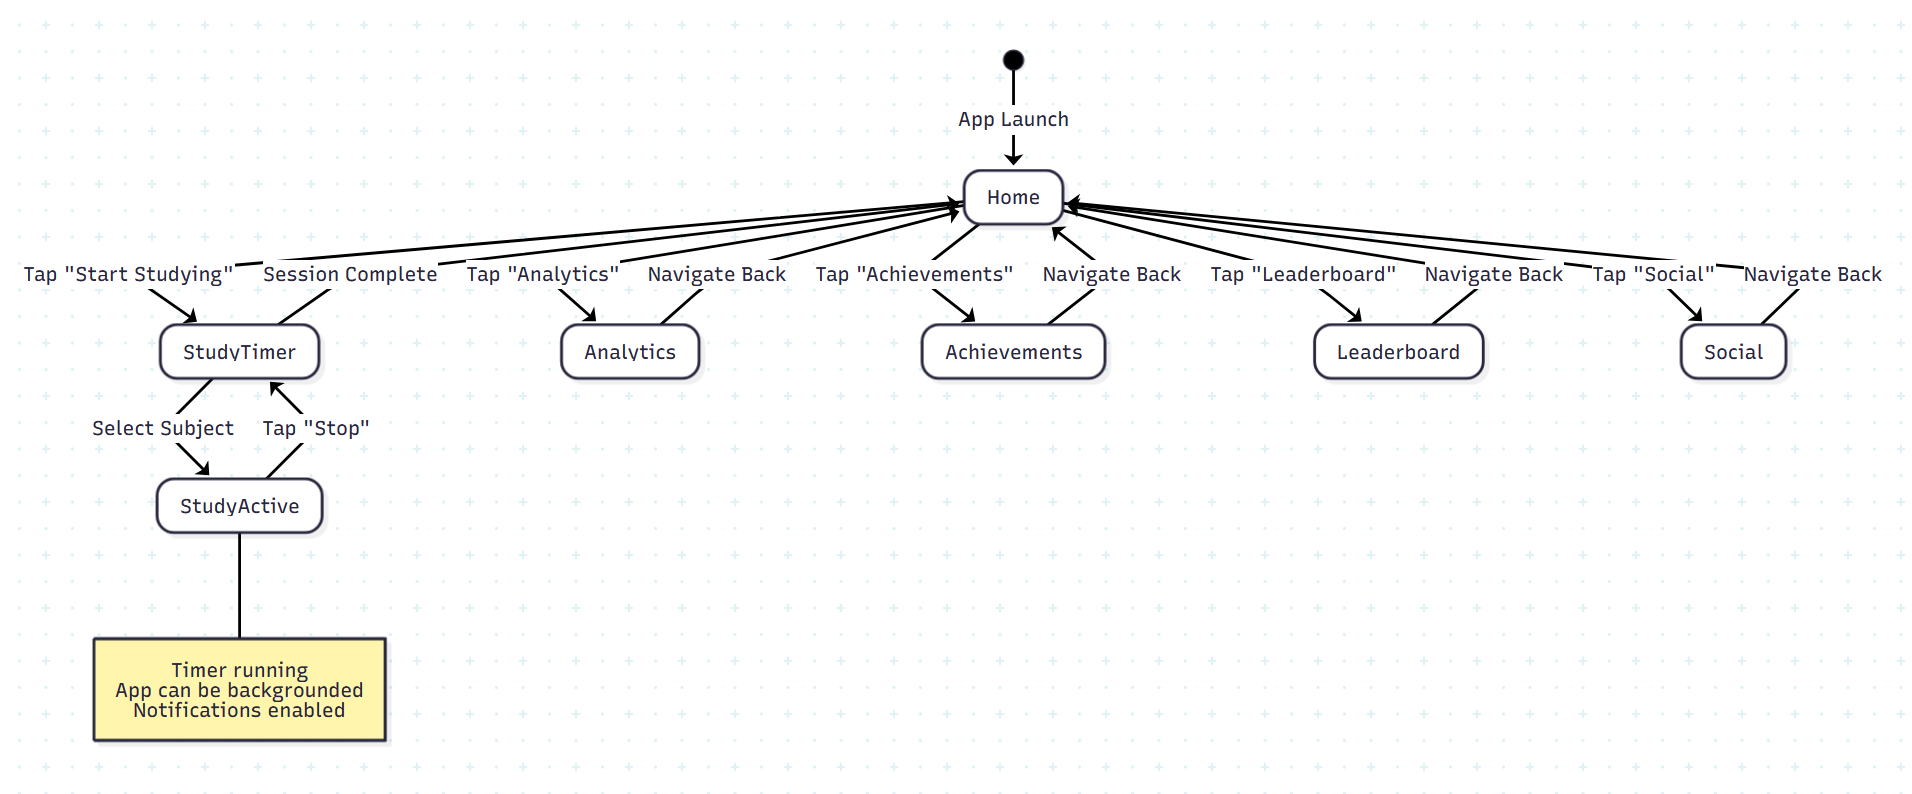 App Launch
Home
Tap "Start Studying"
Session Complete
Tap "Analytics"
Navigate Back
Tap "Achievements"
Navigate Back
Tap "Leaderboard"
Navigate Back
Tap "Social"
Navigate Back
StudyTimer
Analytics
Achievements
Leaderboard
Social
Select Subject
Tap "Stop"
StudyActive
Timer running
App can be backgrounded
Notifications enabled